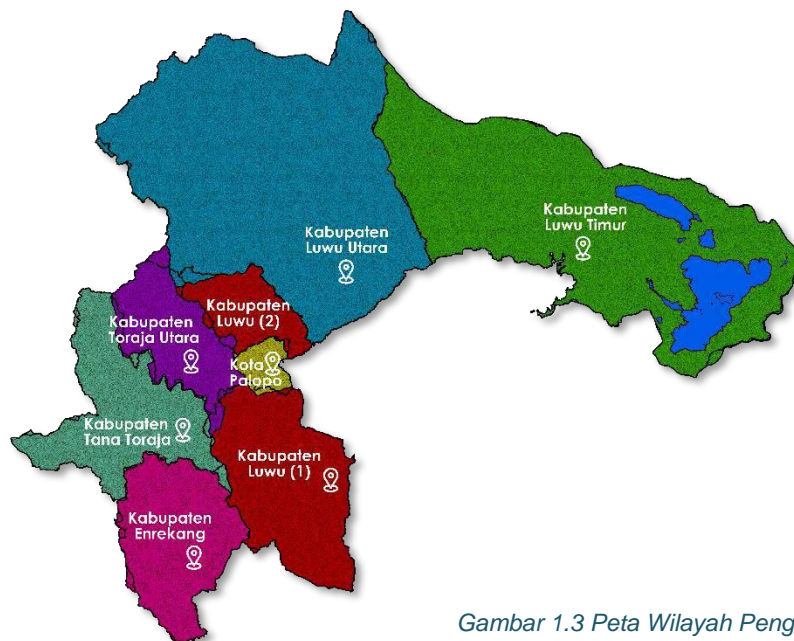 Kabupaten
Luwu Utara
Kabupaten
Luwu Timur
Kabupaten
Luwu (2)
Kabupaten
Toraja Utara
Kota
Palopo
Kabupaten
Tana Toraja
Kabupaten
Luwu (1)
Kabupaten
Enrekang
Gambar 1.3 Peta Wilayah Peng